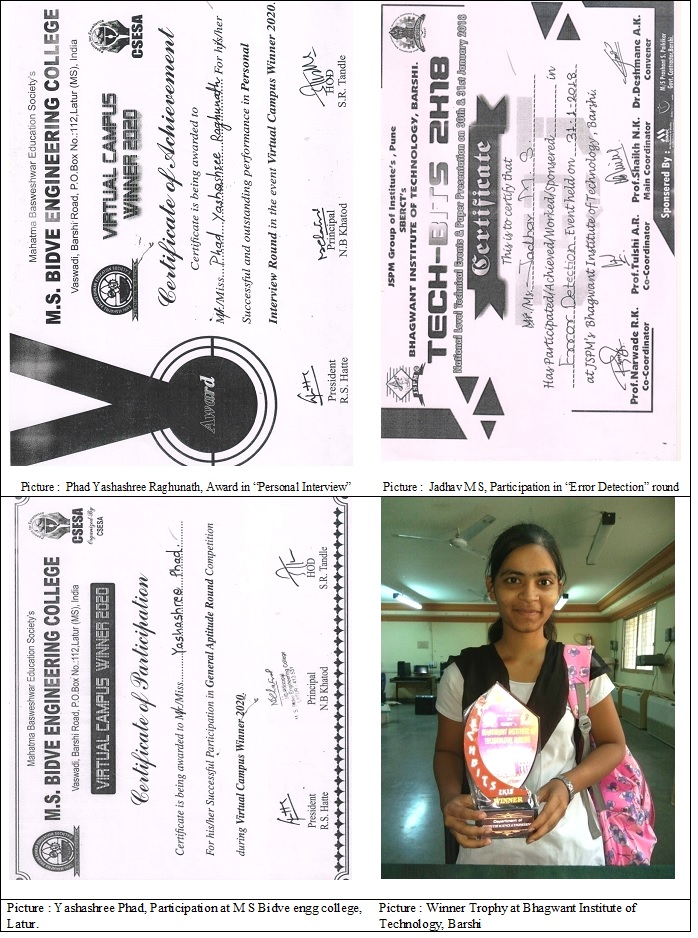 Mahatma Basweshwar Education Society's
M.S. BIDVE ENGINEERING COLLEGE
Vaswadi, Barshi Road, P.O.Box No.:112,Latur (MS), India
VIRTUAL CAMPUS
WINNER 2020
CSESA
Certificate of Achievement
Certificate is being awarded to
Mr/Miss....Phad Yashashree Raghunath.... For his/her
Successful and outstanding performance in Personal
Interview Round in the event Virtual Campus Winner 2020.
Award
President
R.S. Hatte
Principal
N.B Khatod
HOD
S.R. Tandle
Picture : Phad Yashashree Raghunath, Award in “Personal Interview”
JSPM Group of Institute's , Pune
SBERCT's
BHAGWANT INSTITUTE OF TECHNOLOGY, BARSHI.
TECH-BITS 2K18
National Level Technical Events & Paper Presentation on 30th & 31st January 2018
Certificate
This is to certify that
Mr./Ms. Jadhav M. S.
Has Participated/Achieved/Worked/Sponsored in
Error Detection Event held on 31-1-2018
at JSPM's Bhagwant Institute of Technology, Barshi.
Prof.Narwade R.K.
Co-Coordinator
Prof.Tulshi A.R.
Co-Coordinator
Prof.Shaikh N.K.
Main Coordinator
Dr.Deshmane A.K.
Convener
Sponsored By :
Picture : Jadhav M S, Participation in “Error Detection” round
Mahatma Basweshwar Education Society's
M.S. BIDVE ENGINEERING COLLEGE
Vaswadi, Barshi Road, P.O.Box No.:112,Latur (MS), India
Organized By
CSESA
CSESA
VIRTUAL CAMPUS WINNER 2020
Certificate of Participation
Certificate is being awarded to Mr/Miss........Yashashree Phad........
For his/her Successful Participation in General Aptitude Round Competition
during Virtual Campus Winner-2020.
President
R.S. Hatte
Principal
N.B Khatod
HOD
S.R. Tandle
Picture : Yashashree Phad, Participation at M S Bidve engg college,
Latur.
BHAGWANT INSTITUTE OF
TECHNOLOGY, BARSHI
TECHBITS
2K18
WINNER
Department of
Picture : Winner Trophy at Bhagwant Institute of
Technology, Barshi